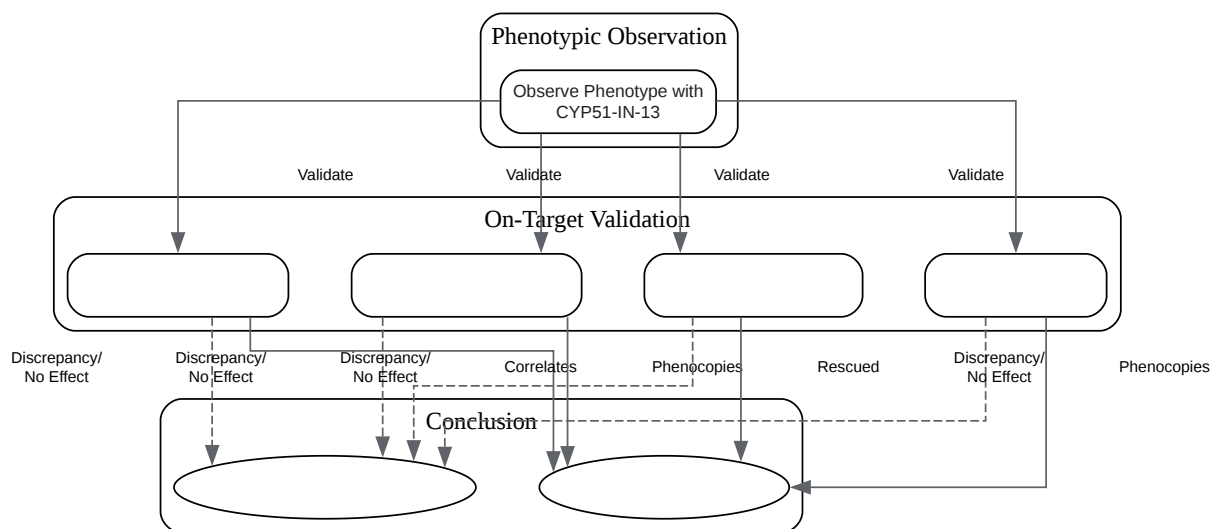 Phenotypic Observation
Observe Phenotype with
CYP51-IN-13
Validate Validate Validate Validate
On-Target Validation
Discrepancy/ Discrepancy/ Discrepancy/ Discrepancy/
No Effect No Effect No Effect Correlates Phenocopies Rescued No Effect Phenocopies
Conclusion